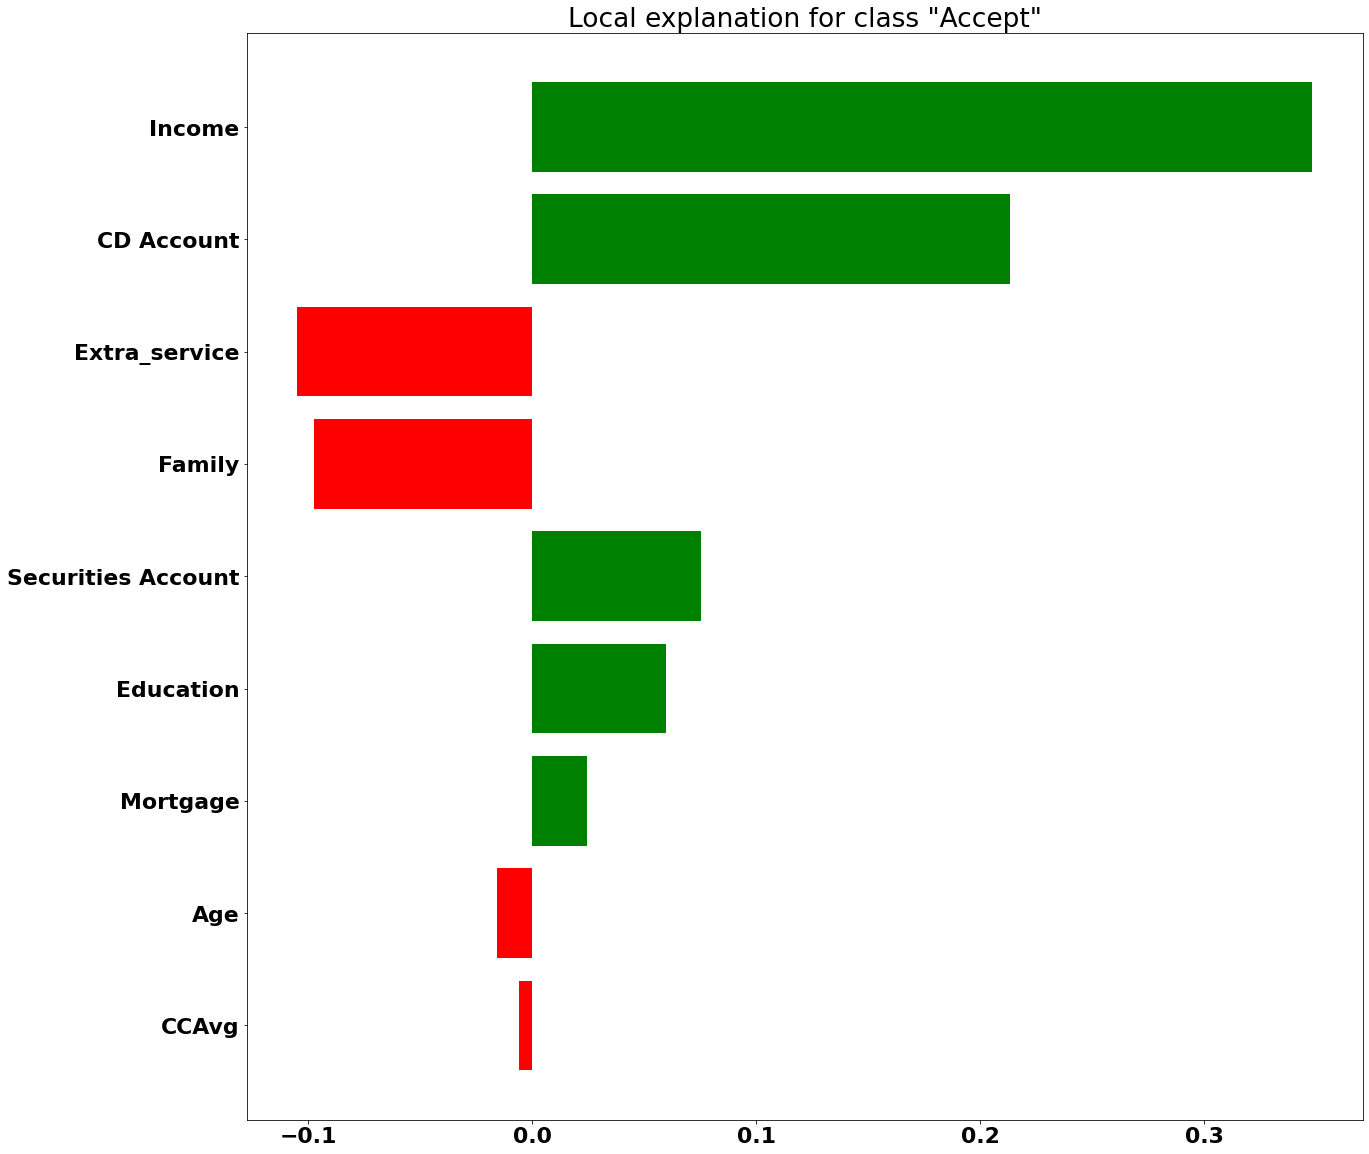 Local explanation for class "Accept"
Income
CD Account
Extra_service
Family
Securities Account
Education
Mortgage
Age
CCAvg
−0.1 0.0 0.1 0.2 0.3